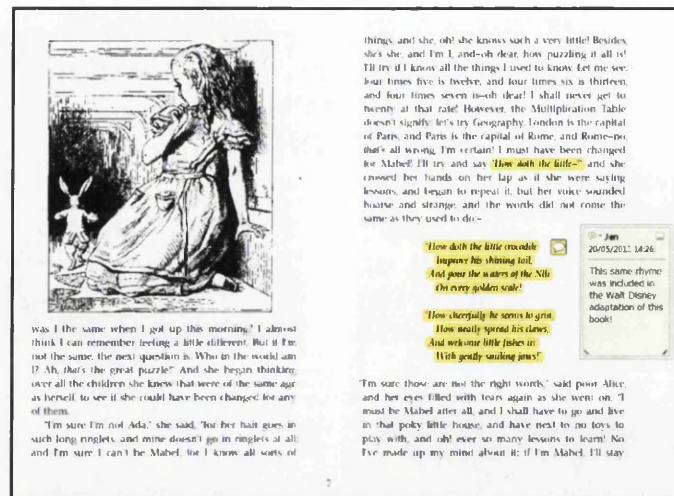 was I the same when I got up this morning? I almost
think I can remember feeling a little different. But if I'm
not the same, the next question is, Who in the world am
I? Ah, that's the great puzzle!" And she began thinking
over all the children she knew that were of the same age
as herself, to see if she could have been changed for any
of them.
"I'm sure I'm not Ada," she said, "for her hair goes in
such long ringlets, and mine doesn't go in ringlets at all;
and I'm sure I can't be Mabel, for I know all sorts of
things, and she, oh! she knows such a very little! Besides,
she's she, and I'm I, and–oh dear, how puzzling it all is!
I'll try if I know all the things I used to know. Let me see:
four times five is twelve, and four times six is thirteen,
and four times seven is–oh dear! I shall never get to
twenty at that rate! However, the Multiplication Table
doesn't signify: let's try Geography. London is the capital
of Paris, and Paris is the capital of Rome, and Rome–no,
that's all wrong, I'm certain! I must have been changed
for Mabel! I'll try and say 'How doth the little–'" and she
crossed her hands on her lap as if she were saying
lessons, and began to repeat it, but her voice sounded
hoarse and strange, and the words did not come the
same as they used to do:–
"How doth the little crocodile
Improve his shining tail,
And pour the waters of the Nile
On every golden scale!
"How cheerfully he seems to grin,
How neatly spread his claws,
And welcome little fishes in
With gently smiling jaws!"
Jen
20/05/2011 14:26:
This same rhyme
was included in
the Walt Disney
adaptation of this
book!
"I'm sure those are not the right words," said poor Alice,
and her eyes filled with tears again as she went on, "I
must be Mabel after all, and I shall have to go and live
in that poky little house, and have next to no toys to
play with, and oh! ever so many lessons to learn! No
I've made up my mind about it; if I'm Mabel, I'll stay
7